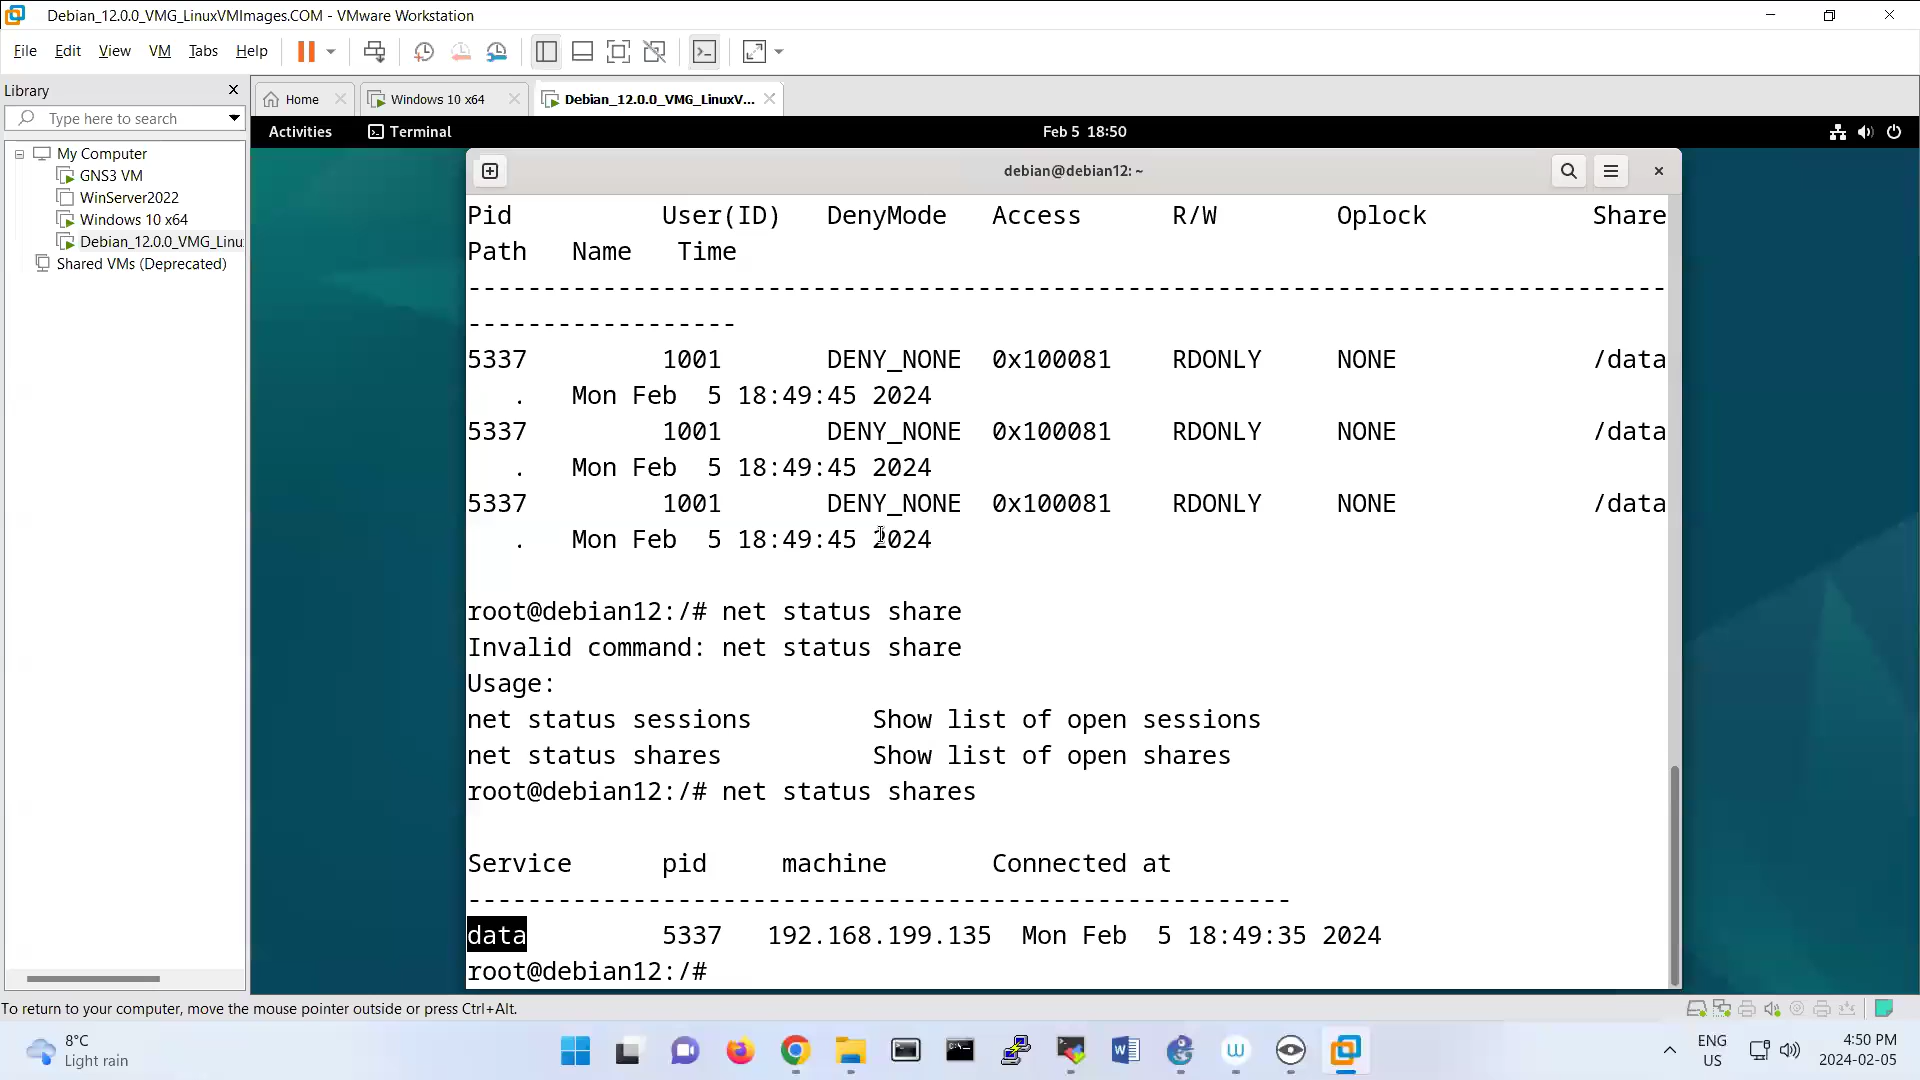 Debian_12.0.0_VMG_LinuxVMImages.COM - VMware Workstation
File Edit View VM Tabs Help
Library
Type here to search
My Computer
GNS3 VM
WinServer2022
Windows 10 x64
Debian_12.0.0_VMG_Linu
Shared VMs (Deprecated)
Home
Windows 10 x64
Debian_12.0.0_VMG_LinuxV...
Activities Terminal Feb 5 18:50
debian@debian12: ~
Pid User(ID) DenyMode Access R/W Oplock Share
Path Name Time
--------------------------------------------------------------------------------
------------------
5337 1001 DENY_NONE 0x100081 RDONLY NONE /data
. Mon Feb 5 18:49:45 2024
5337 1001 DENY_NONE 0x100081 RDONLY NONE /data
. Mon Feb 5 18:49:45 2024
5337 1001 DENY_NONE 0x100081 RDONLY NONE /data
. Mon Feb 5 18:49:45 2024
root@debian12:/# net status share
Invalid command: net status share
Usage:
net status sessions Show list of open sessions
net status shares Show list of open shares
root@debian12:/# net status shares
Service pid machine Connected at
-------------------------------------------------------
data 5337 192.168.199.135 Mon Feb 5 18:49:35 2024
root@debian12:/#
To return to your computer, move the mouse pointer outside or press Ctrl+Alt.
8°C
Light rain
ENG
US
4:50 PM
2024-02-05